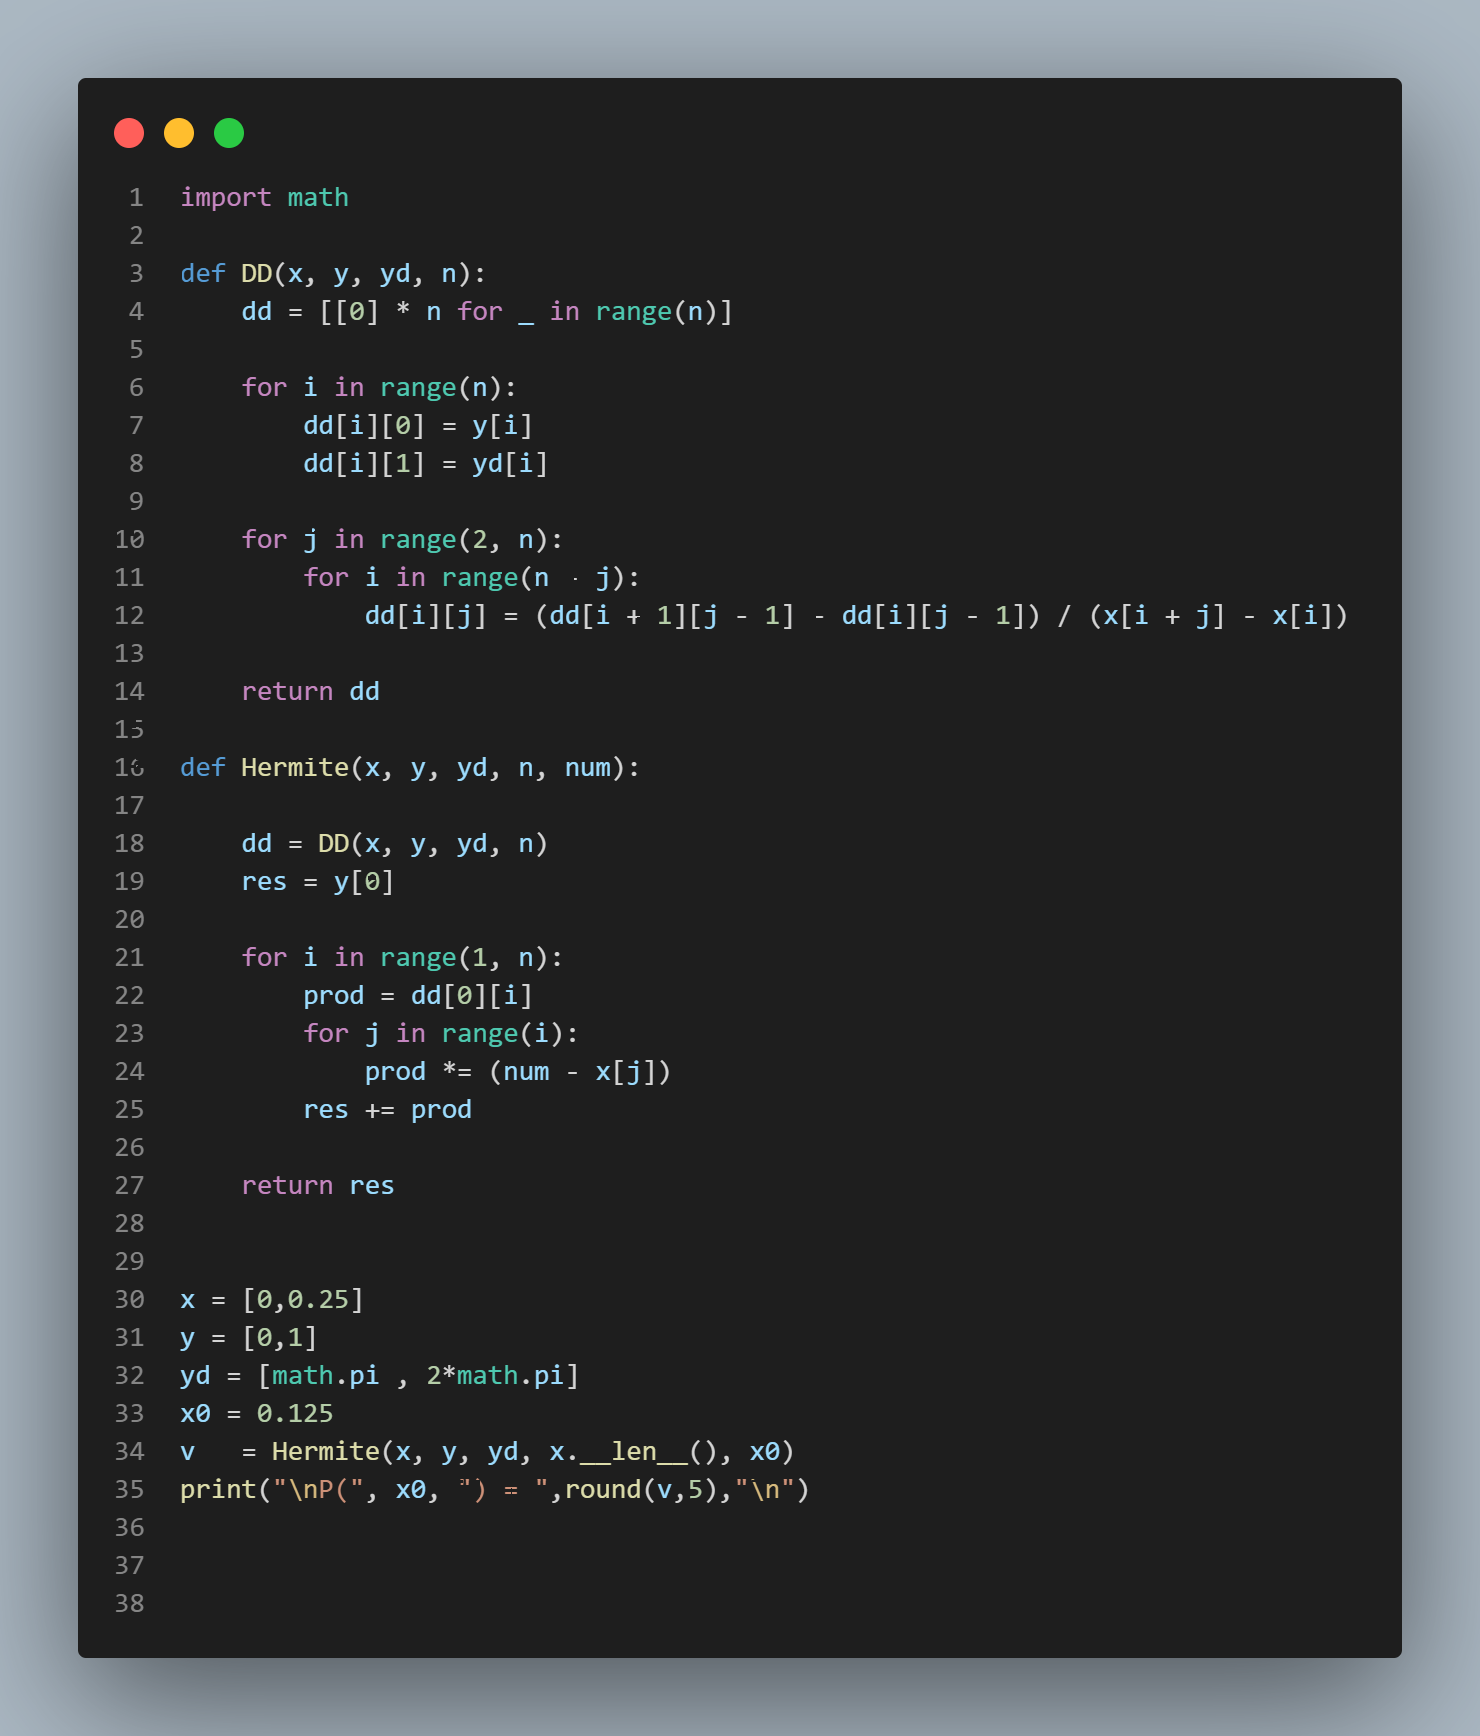 1 import math
2
3 def DD(x, y, yd, n):
4     dd = [[0] * n for _ in range(n)]
5
6     for i in range(n):
7         dd[i][0] = y[i]
8         dd[i][1] = yd[i]
9
10     for j in range(2, n):
11         for i in range(n - j):
12             dd[i][j] = (dd[i + 1][j - 1] - dd[i][j - 1]) / (x[i + j] - x[i])
13
14     return dd
15
16 def Hermite(x, y, yd, n, num):
17
18     dd = DD(x, y, yd, n)
19     res = y[0]
20
21     for i in range(1, n):
22         prod = dd[0][i]
23         for j in range(i):
24             prod *= (num - x[j])
25         res += prod
26
27     return res
28
29
30 x = [0,0.25]
31 y = [0,1]
32 yd = [math.pi , 2*math.pi]
33 x0 = 0.125
34 v   = Hermite(x, y, yd, x.__len__(), x0)
35 print("\nP(", x0, ") = ",round(v,5),"\n")
36
37
38